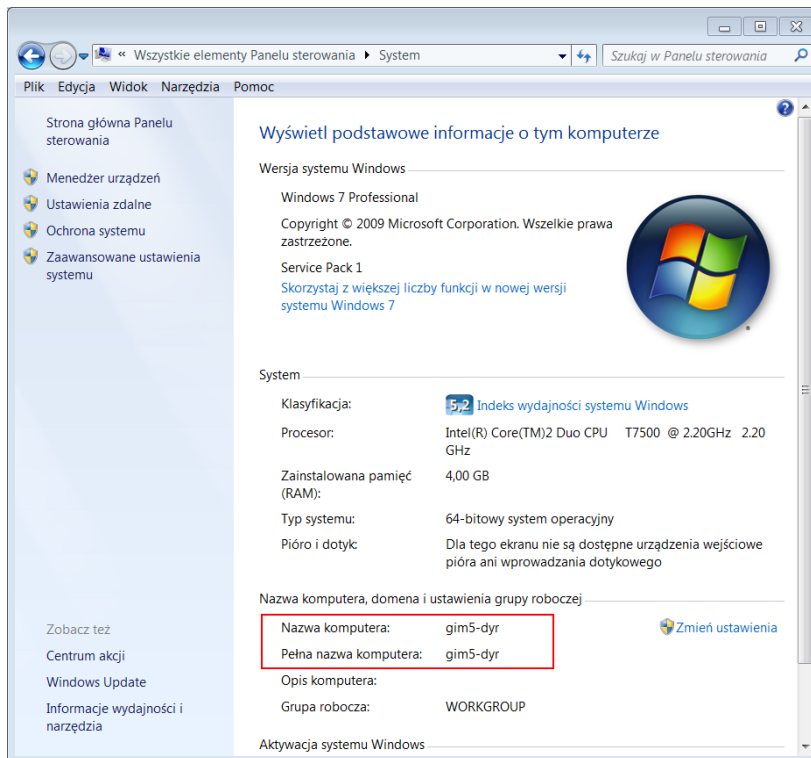 « Wszystkie elementy Panelu sterowania ▸ System
Szukaj w Panelu sterowania
Plik Edycja Widok Narzędzia Pomoc
Strona główna Panelu
sterowania
Menedżer urządzeń
Ustawienia zdalne
Ochrona systemu
Zaawansowane ustawienia
systemu
Zobacz też
Centrum akcji
Windows Update
Informacje wydajności i
narzędzia
Wyświetl podstawowe informacje o tym komputerze
Wersja systemu Windows
Windows 7 Professional
Copyright © 2009 Microsoft Corporation. Wszelkie prawa
zastrzeżone.
Service Pack 1
Skorzystaj z większej liczby funkcji w nowej wersji
systemu Windows 7
System
Klasyfikacja: 5,2 Indeks wydajności systemu Windows
Procesor: Intel(R) Core(TM)2 Duo CPU T7500 @ 2.20GHz 2.20
GHz
Zainstalowana pamięć 4,00 GB
(RAM):
Typ systemu: 64-bitowy system operacyjny
Pióro i dotyk: Dla tego ekranu nie są dostępne urządzenia wejściowe
pióra ani wprowadzania dotykowego
Nazwa komputera, domena i ustawienia grupy roboczej
Nazwa komputera: gim5-dyr Zmień ustawienia
Pełna nazwa komputera: gim5-dyr
Opis komputera:
Grupa robocza: WORKGROUP
Aktywacja systemu Windows